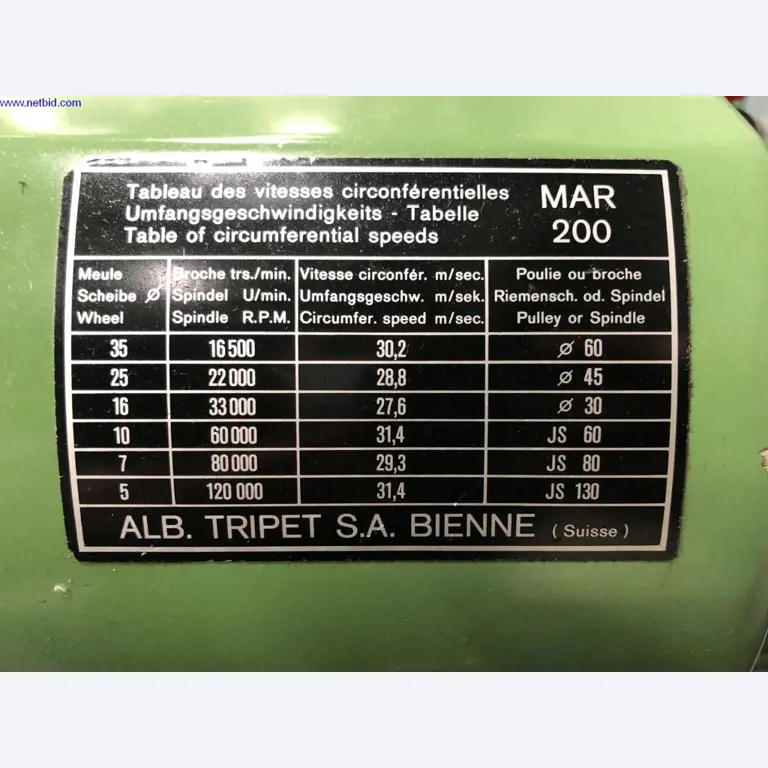 www.netbid.com
Tableau des vitesses circonférentielles
Umfangsgeschwindigkeits - Tabelle
Table of circumferential speeds
MAR
200
Meule Broche trs./min. Vitesse circonfér. m/sec. Poulie ou broche
Scheibe Ø Spindel U/min. Umfangsgeschw. m/sek. Riemensch. od. Spindel
Wheel Spindle R.P.M. Circumfer. speed m/sec. Pulley or Spindle
35 16 500 30,2 Ø 60
25 22 000 28,8 Ø 45
16 33 000 27,6 Ø 30
10 60 000 31,4 JS 60
7 80 000 29,3 JS 80
5 120 000 31,4 JS 130
ALB. TRIPET S.A. BIENNE (Suisse)